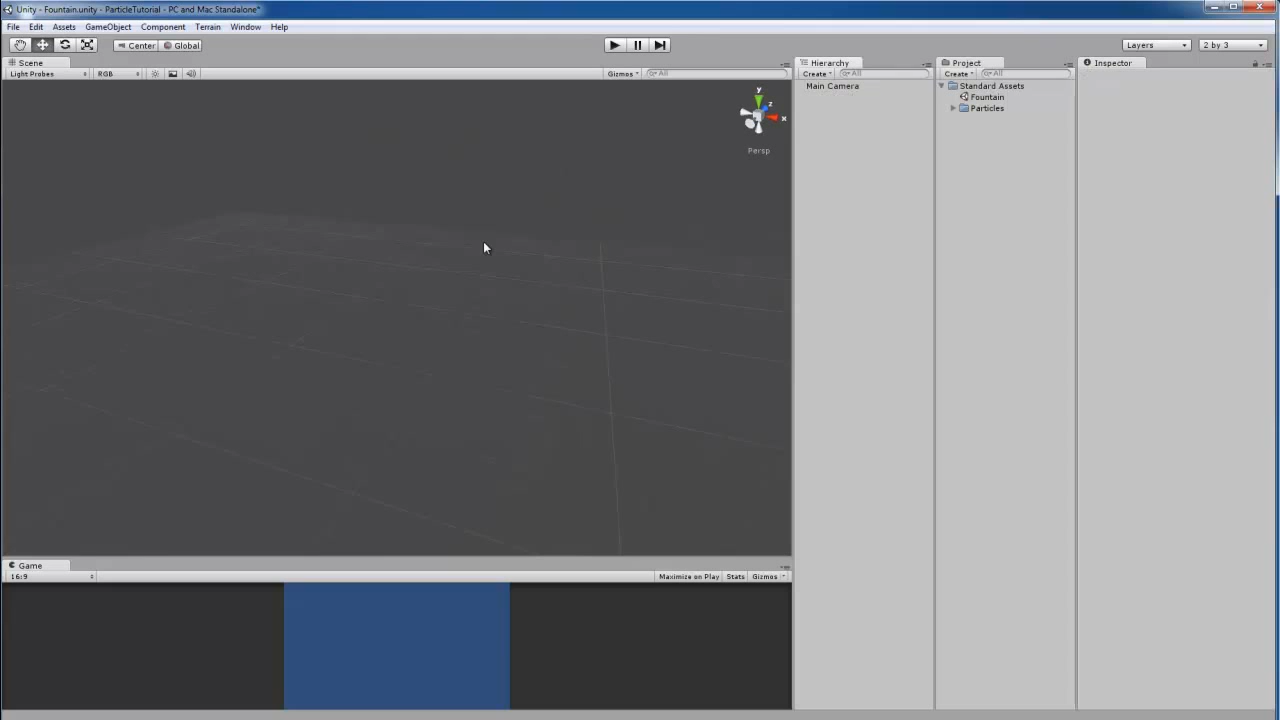 Unity - Fountain.unity - ParticleTutorial - PC and Mac Standalone*
File Edit Assets GameObject Component Terrain Window Help
Center Global Layers 2 by 3
Scene Hierarchy Project Inspector
Light Probes RGB Gizmos All Create All Create All
Main Camera Standard Assets
Fountain
Particles
y
z
x
Persp
Game
16:9 Maximize on Play Stats Gizmos